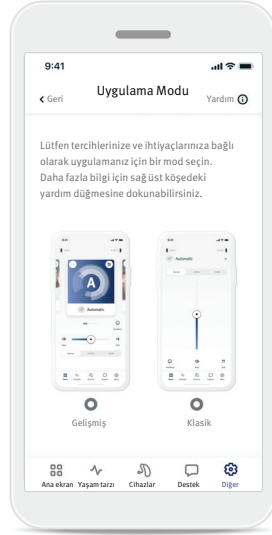 9:41
Geri
Uygulama Modu
Yardım
Lütfen tercihlerinize ve ihtiyaçlarınıza bağlı
olarak uygulamanız için bir mod seçin.
Daha fazla bilgi için sağ üst köşedeki
yardım düğmesine dokunabilirsiniz.
A
Automatic
Automatic
Gelişmiş
Klasik
Ana ekran
Yaşam tarzı
Cihazlar
Destek
Diğer